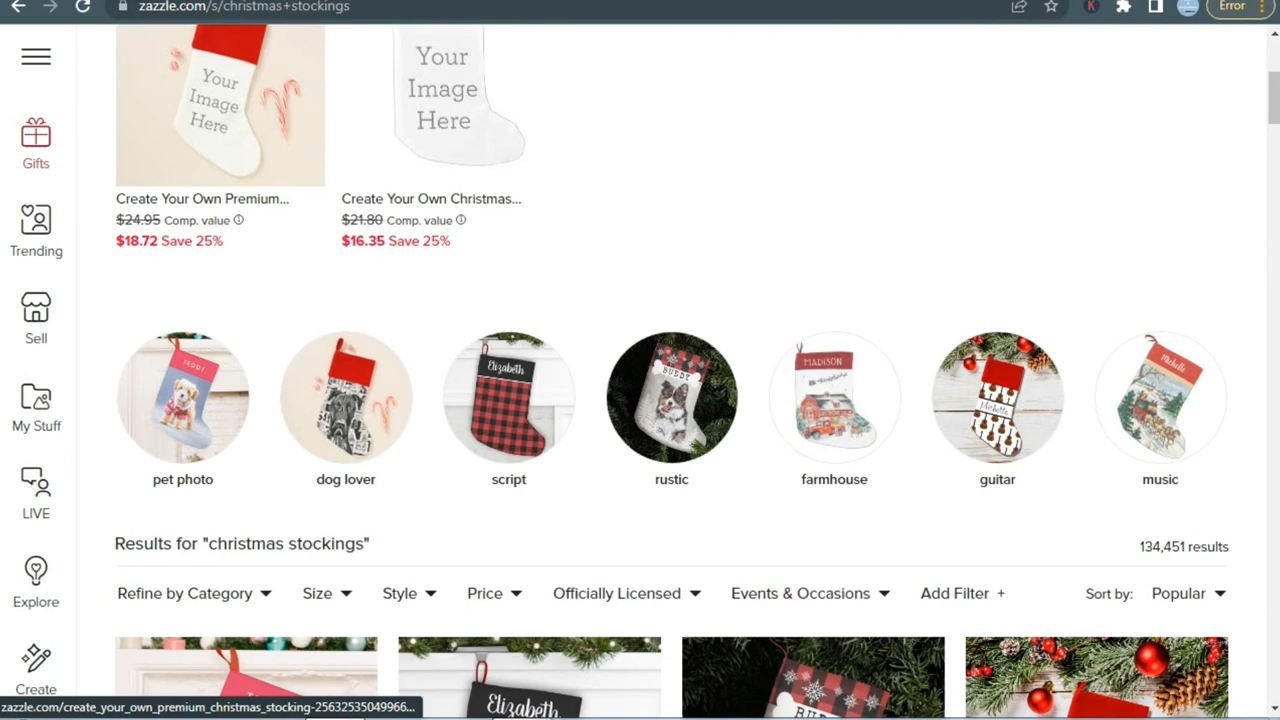 zazzle.com/s/christmas+stockings
Error
Gifts
Trending
Sell
My Stuff
LIVE
Explore
Create
Your
Image
Here
Your
Image
Here
Create Your Own Premium...
$24.95 Comp. value
$18.72 Save 25%
Create Your Own Christmas...
$21.80 Comp. value
$16.35 Save 25%
TEDDY
Elizabeth
BUDDY
MADISON
Michelle
Michelle
pet photo
dog lover
script
rustic
farmhouse
guitar
music
Results for "christmas stockings"
134,451 results
Refine by Category
Size
Style
Price
Officially Licensed
Events & Occasions
Add Filter +
Sort by: Popular
Elizabeth
zazzle.com/create_your_own_premium_christmas_stocking-25632535049966...